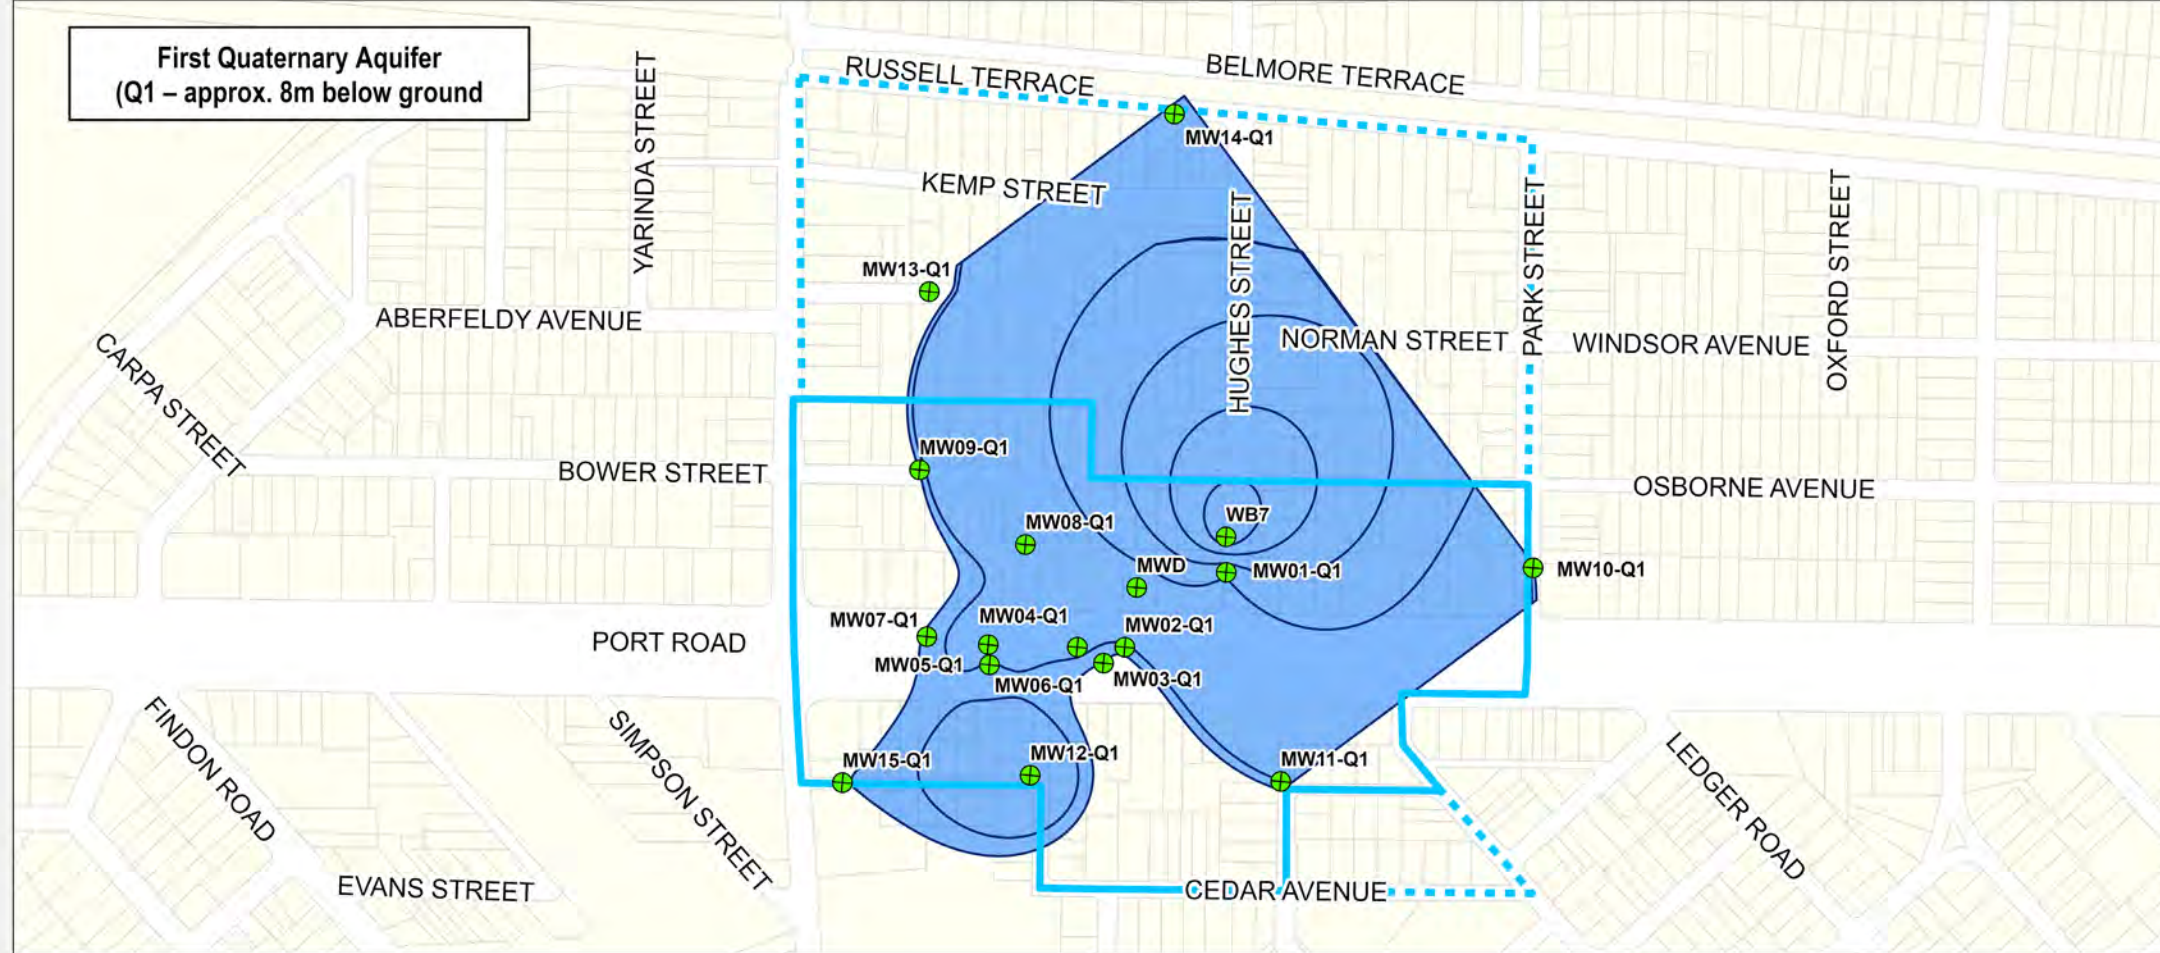 First Quaternary Aquifer
(Q1 – approx. 8m below ground
RUSSELL TERRACE
BELMORE TERRACE
YARINDA STREET
MW14-Q1
KEMP STREET
HUGHES STREET
PARK STREET
OXFORD STREET
MW13-Q1
ABERFELDY AVENUE
NORMAN STREET
WINDSOR AVENUE
CARPA STREET
MW09-Q1
BOWER STREET
OSBORNE AVENUE
WB7
MW08-Q1
MWD
MW01-Q1
MW10-Q1
MW07-Q1
MW04-Q1
MW02-Q1
PORT ROAD
MW05-Q1
MW06-Q1
MW03-Q1
FINDON ROAD
SIMPSON STREET
MW15-Q1
MW12-Q1
MW11-Q1
LEDGER ROAD
EVANS STREET
CEDAR AVENUE